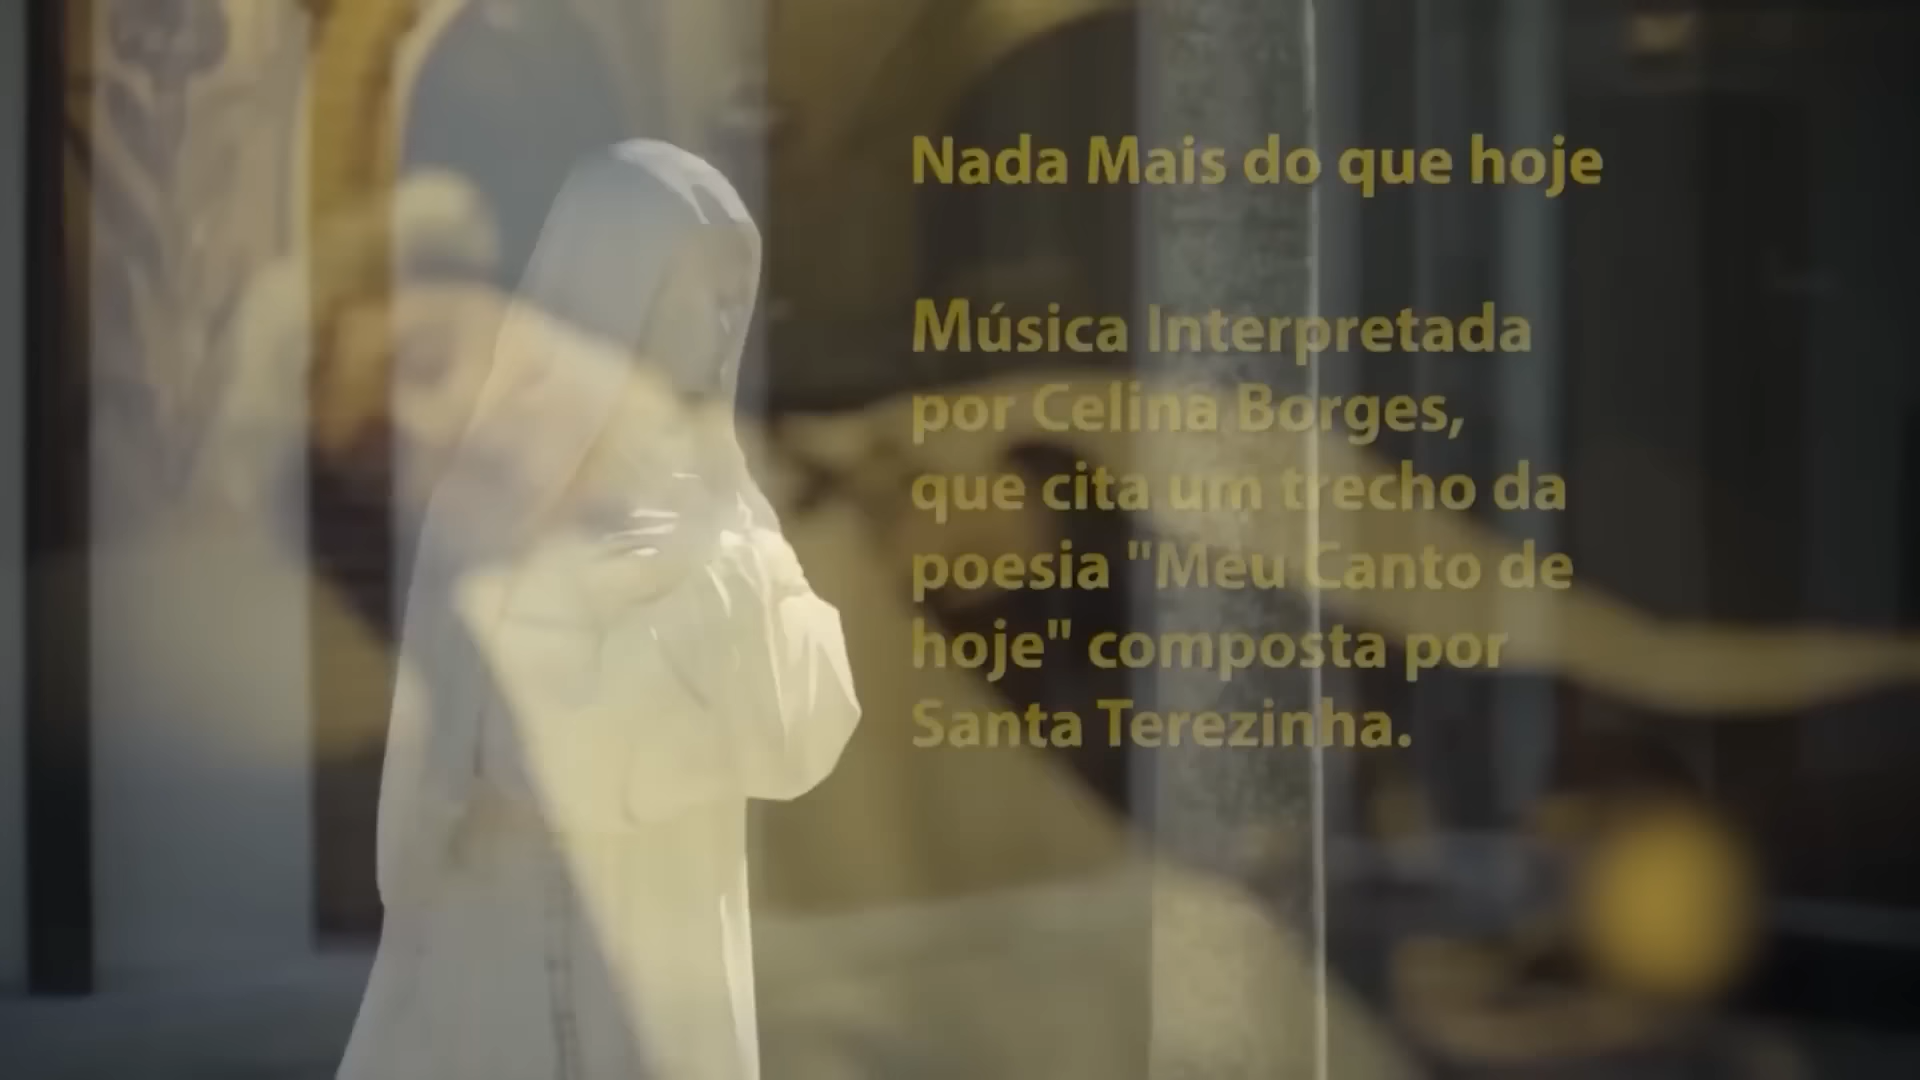 Nada Mais do que hoje
Música Interpretada
por Celina Borges,
que cita um trecho da
poesia "Meu Canto de
hoje" composta por
Santa Terezinha.